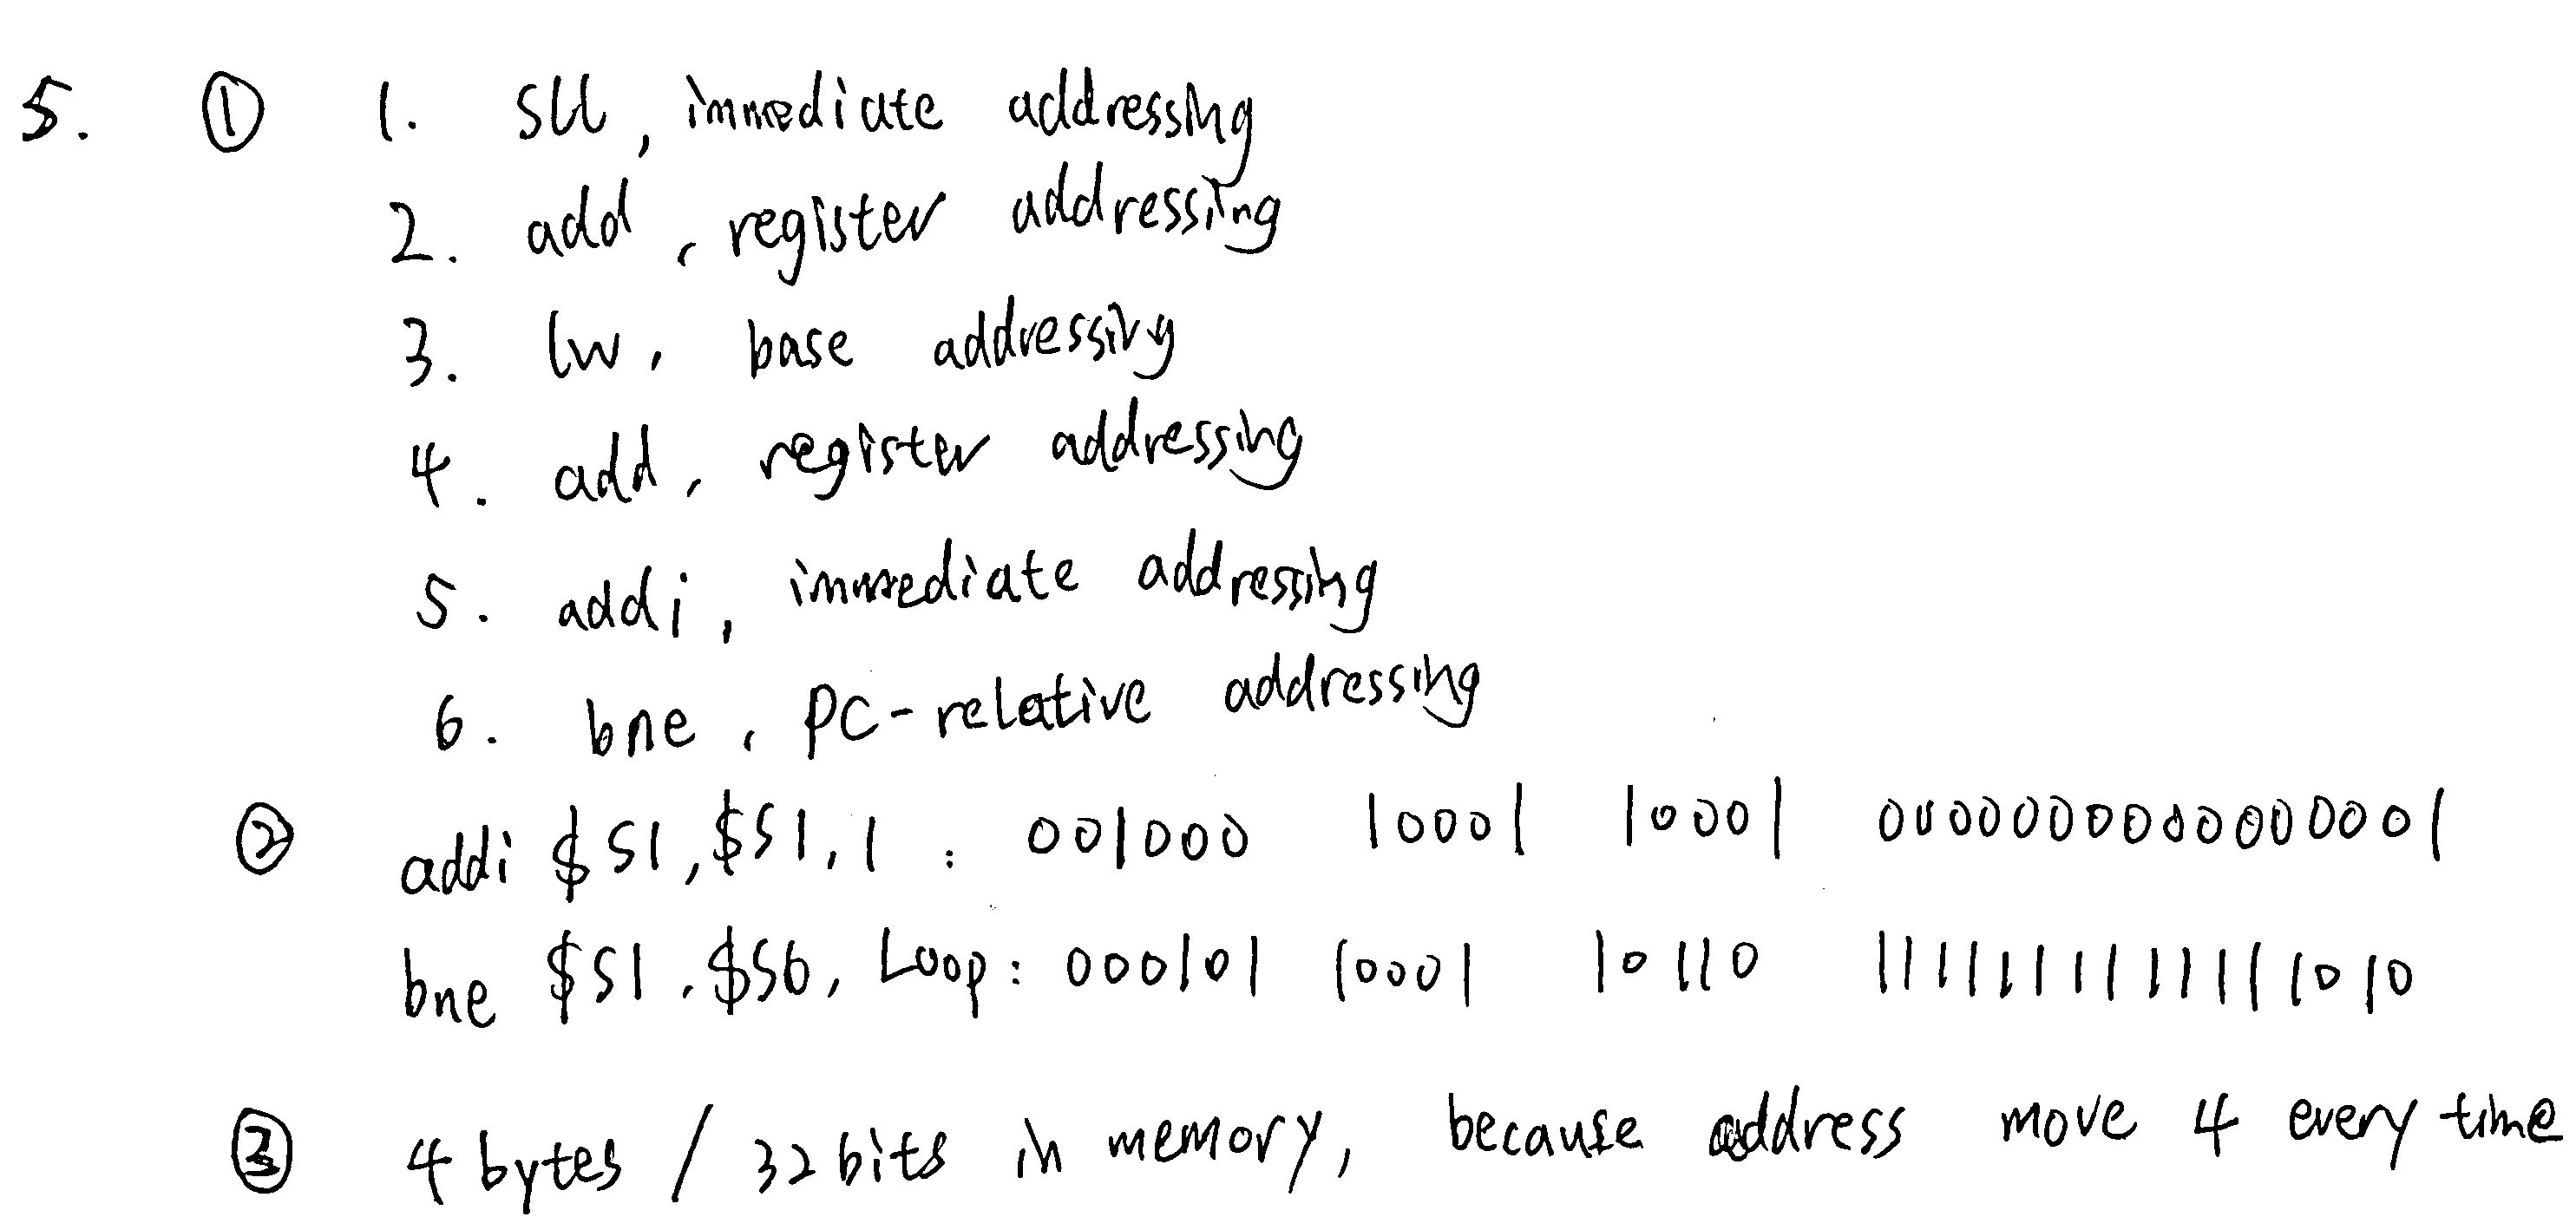 5. ① 1. sll, immediate addressing
2. add, register addressing
3. lw, base addressing
4. add, register addressing
5. addi, immediate addressing
6. bne, PC-relative addressing
② addi $S1,$S1,1 : 001000 10001 10001 0000000000000001
bne $S1,$S6, Loop: 000101 10001 10110 1111111111111010
③ 4 bytes / 32 bits in memory, because address move 4 every time